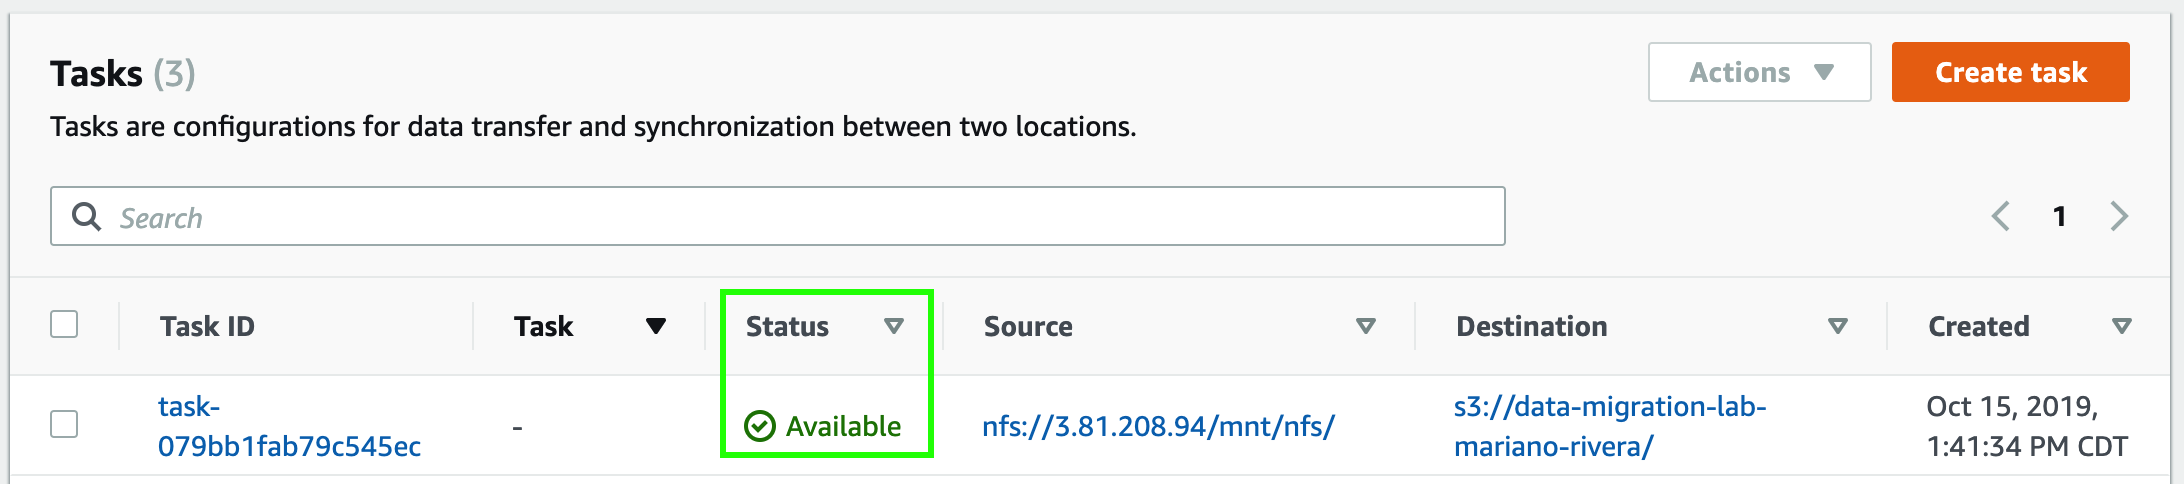 Tasks (3)
Actions
Create task
Tasks are configurations for data transfer and synchronization between two locations.
Search
1
Task ID
Task
Status
Source
Destination
Created
task-
079bb1fab79c545ec
-
Available
nfs://3.81.208.94/mnt/nfs/
s3://data-migration-lab-
mariano-rivera/
Oct 15, 2019,
1:41:34 PM CDT